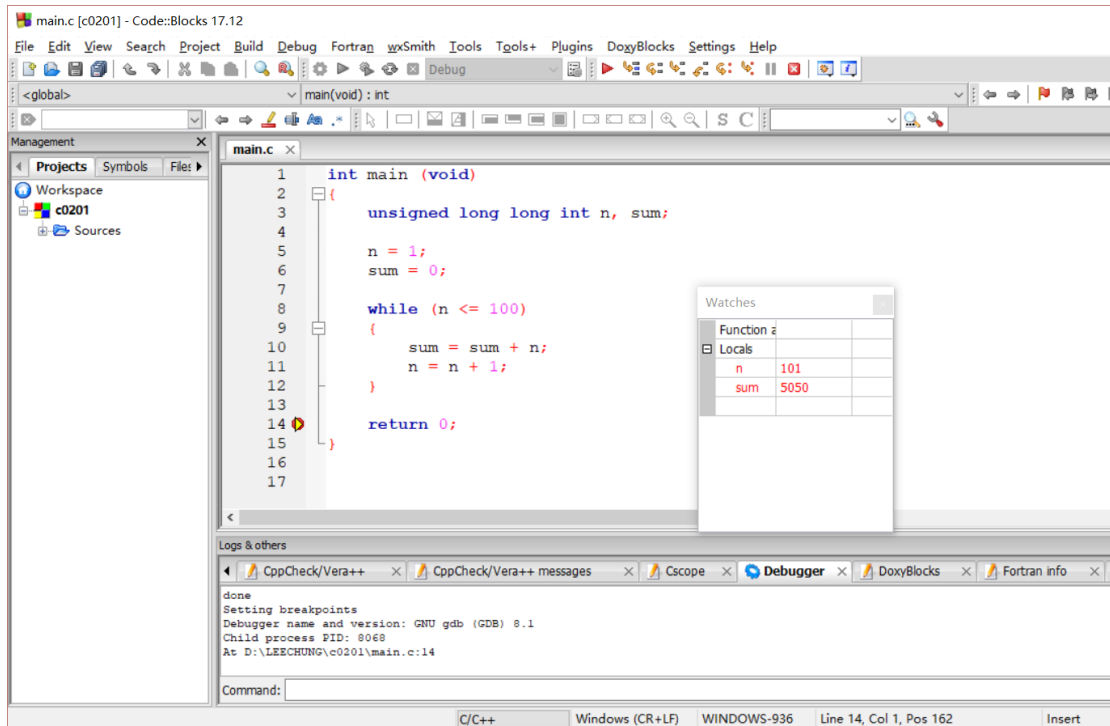 main.c [c0201] - Code::Blocks 17.12
File Edit View Search Project Build Debug Fortran wxSmith Tools Tools+ Plugins DoxyBlocks Settings Help
Debug
<global> main(void) : int
S C
Management
Projects Symbols Files
Workspace
c0201
Sources
main.c
1 int main (void)
2 {
3 unsigned long long int n, sum;
4
5 n = 1;
6 sum = 0;
7
8 while (n <= 100)
9 {
10 sum = sum + n;
11 n = n + 1;
12 }
13
14 return 0;
15 }
16
17
Watches
Function a
Locals
n 101
sum 5050
Logs & others
CppCheck/Vera++ CppCheck/Vera++ messages Cscope Debugger DoxyBlocks Fortran info
done
Setting breakpoints
Debugger name and version: GNU gdb (GDB) 8.1
Child process PID: 8068
At D:\LEECHUNG\c0201\main.c:14
Command:
C/C++ Windows (CR+LF) WINDOWS-936 Line 14, Col 1, Pos 162 Insert